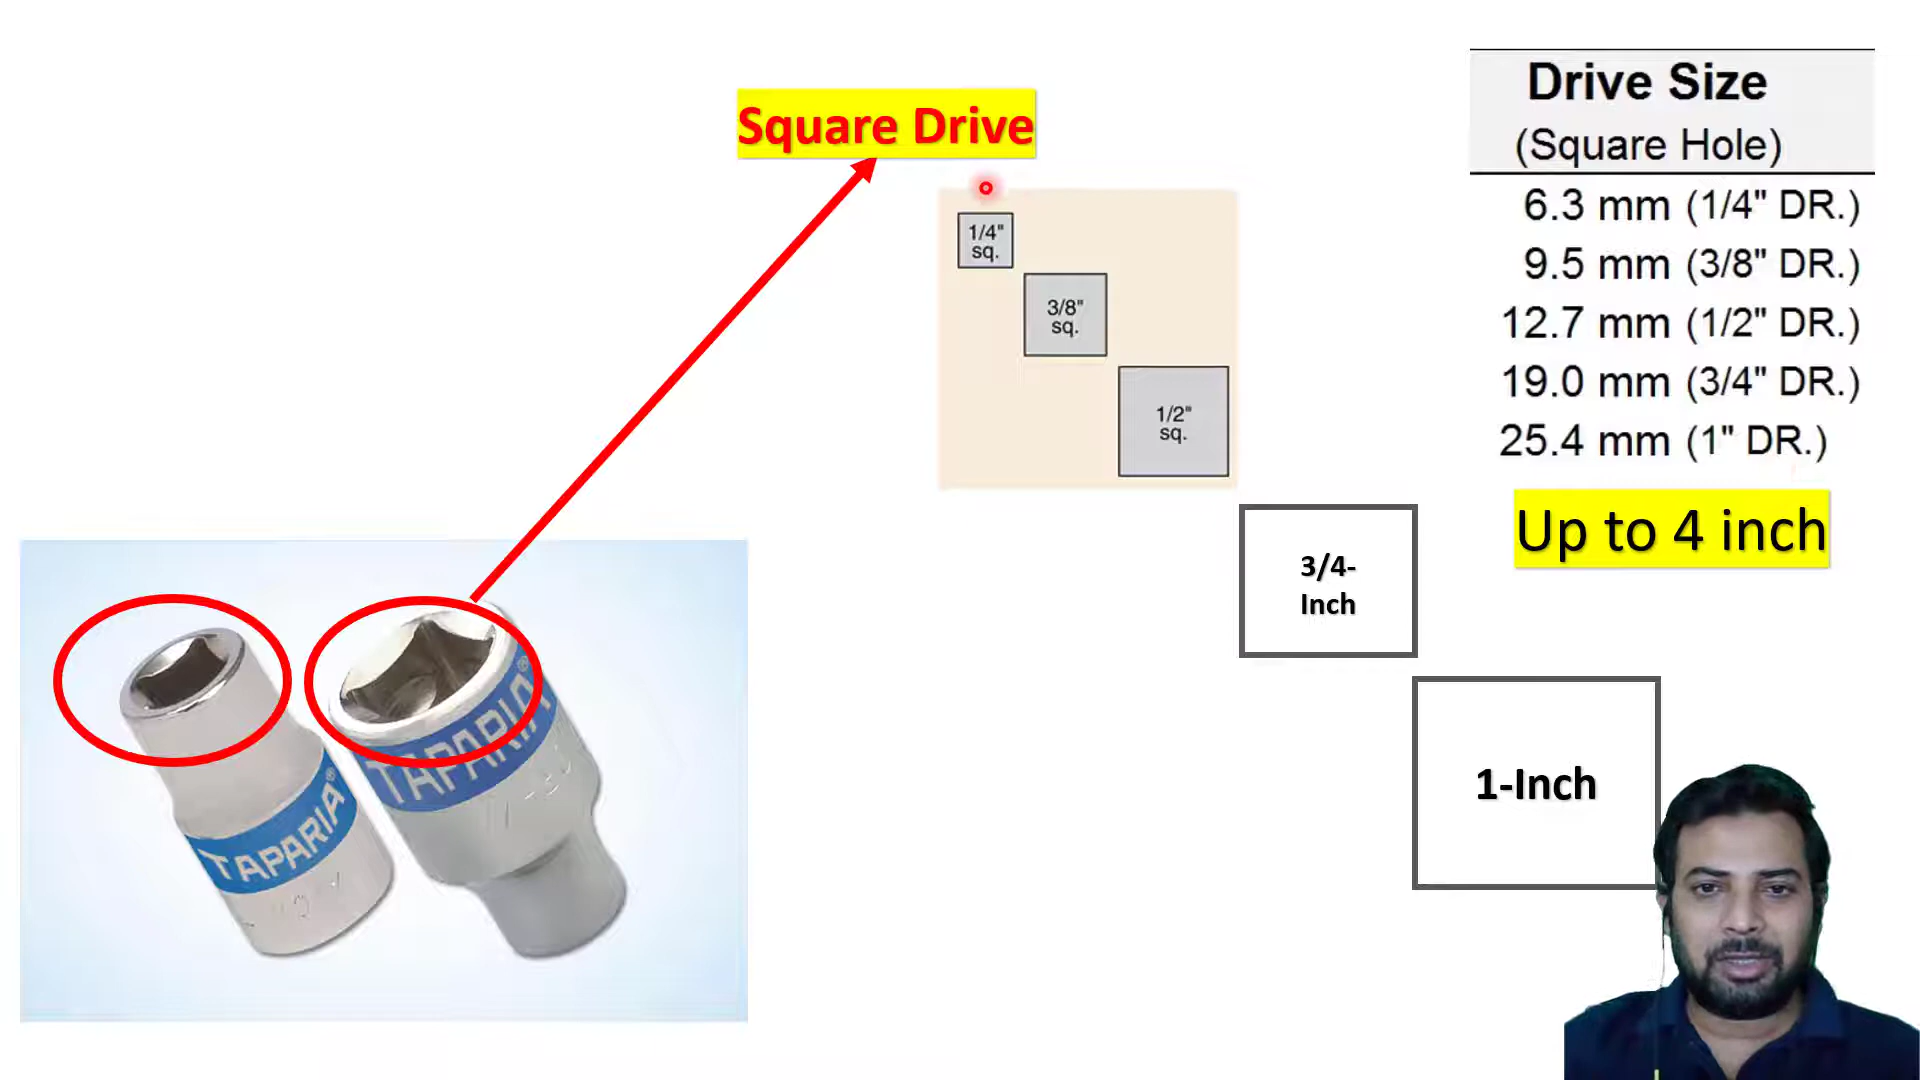 Square Drive
1/4"
sq.
3/8"
sq.
1/2"
sq.
3/4-
Inch
1-Inch
Drive Size
(Square Hole)
6.3 mm (1/4" DR.)
9.5 mm (3/8" DR.)
12.7 mm (1/2" DR.)
19.0 mm (3/4" DR.)
25.4 mm (1" DR.)
Up to 4 inch
TAPARIA®
TAPARIA®